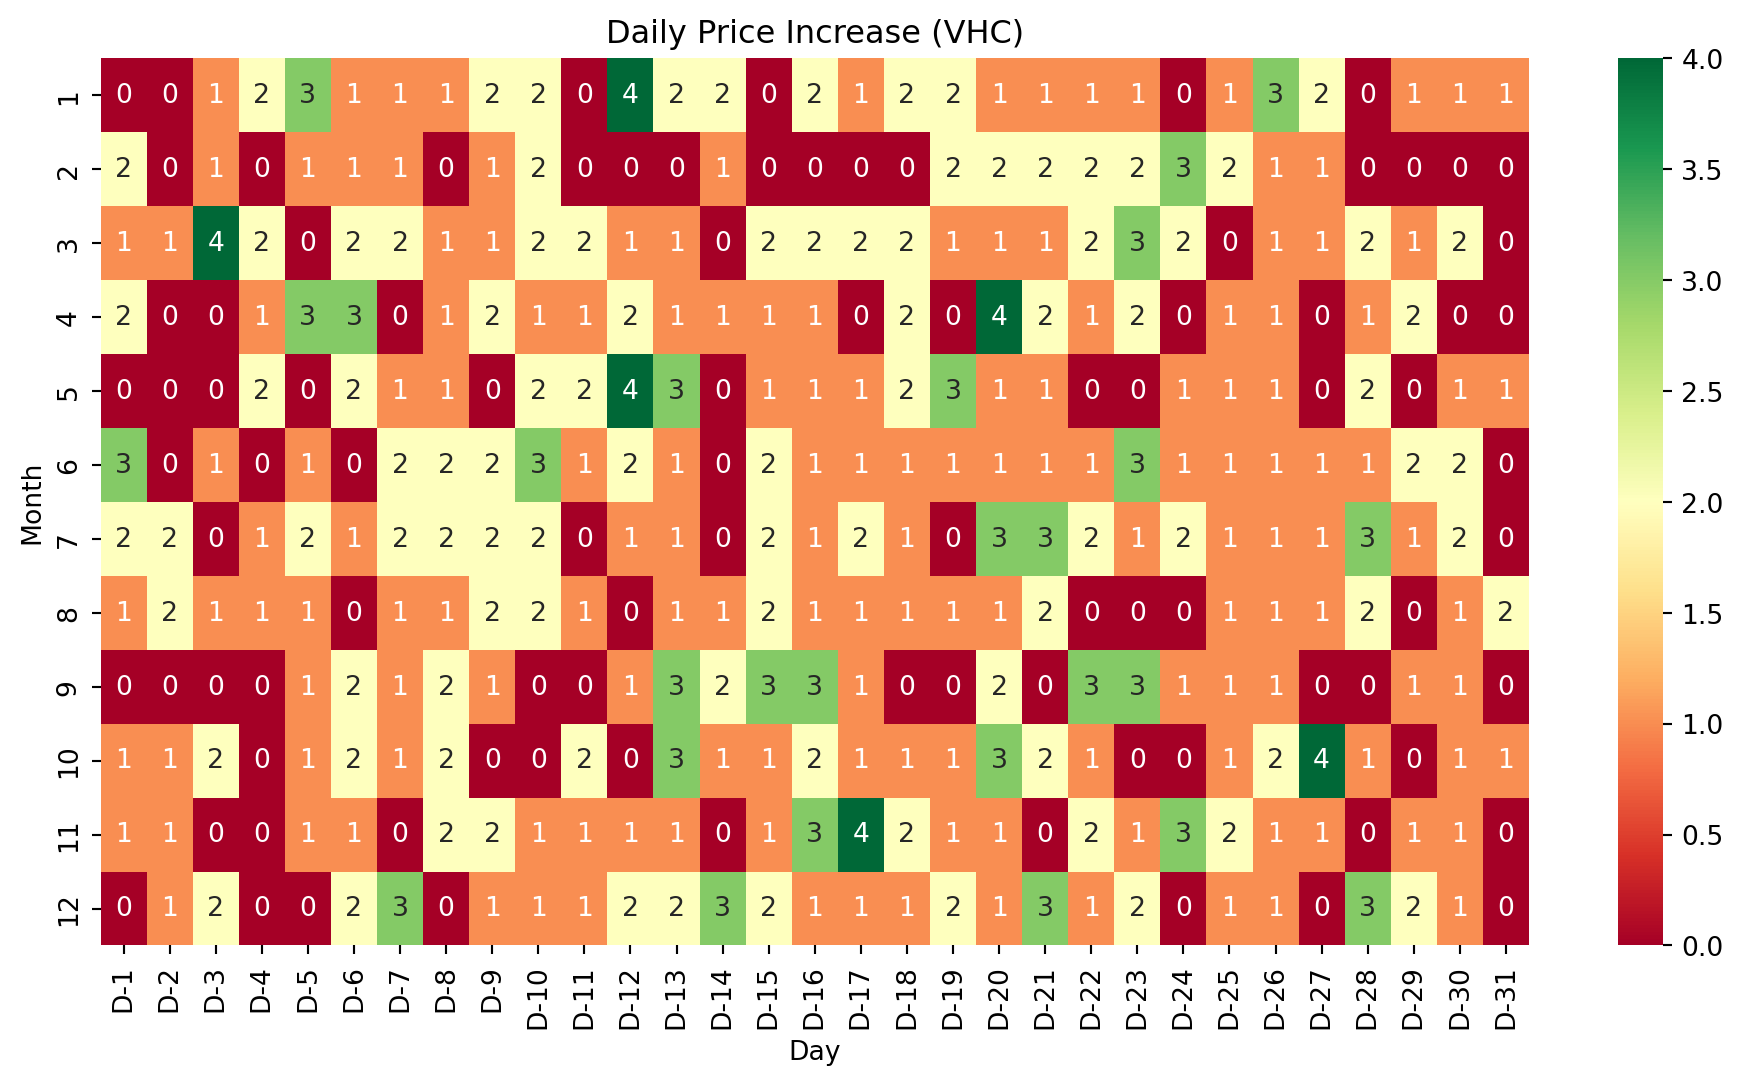 Daily Price Increase (VHC)
1 0 0 1 2 3 1 1 1 2 2 0 4 2 2 0 2 1 2 2 1 1 1 1 0 1 3 2 0 1 1 1
2 2 0 1 0 1 1 1 0 1 2 0 0 0 1 0 0 0 0 2 2 2 2 2 3 2 1 1 0 0 0 0
3 1 1 4 2 0 2 2 1 1 2 2 1 1 0 2 2 2 2 1 1 1 2 3 2 0 1 1 2 1 2 0
4 2 0 0 1 3 3 0 1 2 1 1 2 1 1 1 1 0 2 0 4 2 1 2 0 1 1 0 1 2 0 0
5 0 0 0 2 0 2 1 1 0 2 2 4 3 0 1 1 1 2 3 1 1 0 0 1 1 1 0 2 0 1 1
6 3 0 1 0 1 0 2 2 2 3 1 2 1 0 2 1 1 1 1 1 1 1 3 1 1 1 1 1 2 2 0
7 2 2 0 1 2 1 2 2 2 2 0 1 1 0 2 1 2 1 0 3 3 2 1 2 1 1 1 3 1 2 0
8 1 2 1 1 1 0 1 1 2 2 1 0 1 1 2 1 1 1 1 1 2 0 0 0 1 1 1 2 0 1 2
9 0 0 0 0 1 2 1 2 1 0 0 1 3 2 3 3 1 0 0 2 0 3 3 1 1 1 0 0 1 1 0
10 1 1 2 0 1 2 1 2 0 0 2 0 3 1 1 2 1 1 1 3 2 1 0 0 1 2 4 1 0 1 1
11 1 1 0 0 1 1 0 2 2 1 1 1 1 0 1 3 4 2 1 1 0 2 1 3 2 1 1 0 1 1 0
12 0 1 2 0 0 2 3 0 1 1 1 2 2 3 2 1 1 1 2 1 3 1 2 0 1 1 0 3 2 1 0
Month
D-1 D-2 D-3 D-4 D-5 D-6 D-7 D-8 D-9 D-10 D-11 D-12 D-13 D-14 D-15 D-16 D-17 D-18 D-19 D-20 D-21 D-22 D-23 D-24 D-25 D-26 D-27 D-28 D-29 D-30 D-31
Day
4.0
3.5
3.0
2.5
2.0
1.5
1.0
0.5
0.0